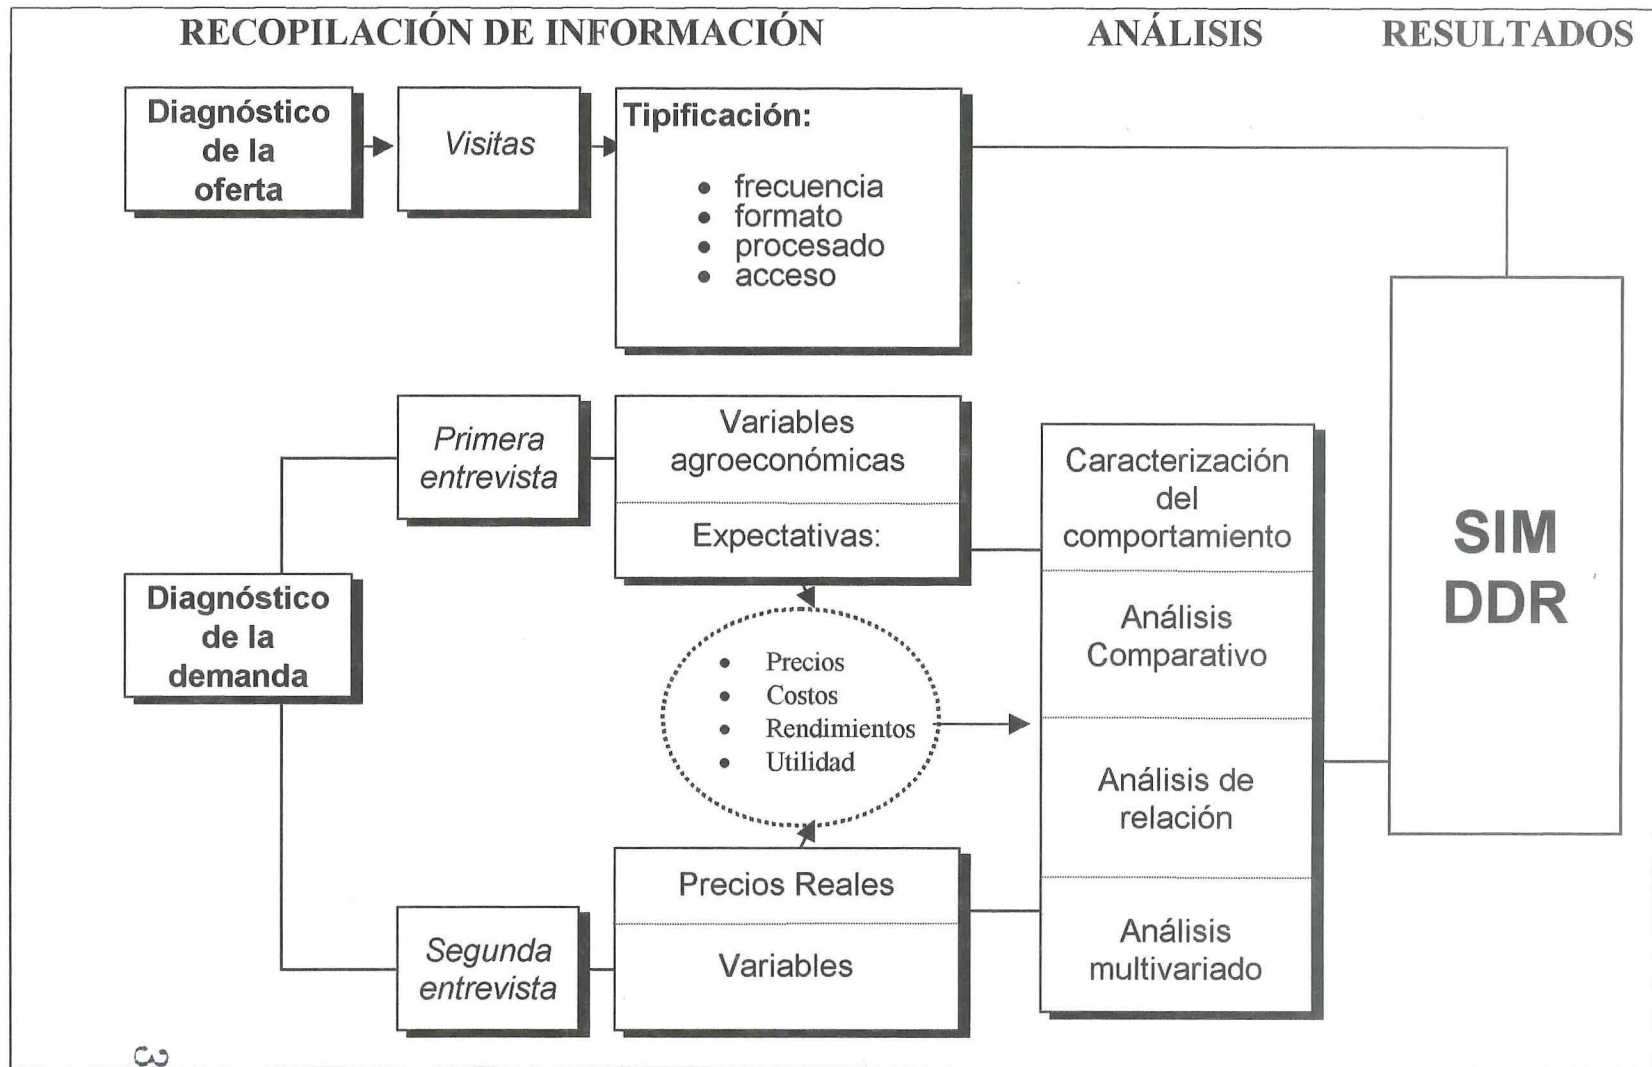 RECOPILACIÓN DE INFORMACIÓN
ANÁLISIS
RESULTADOS
Diagnóstico
de la
oferta
Visitas
Tipificación:
• frecuencia
• formato
• procesado
• acceso
Primera
entrevista
Variables
agroeconómicas
Expectativas:
Diagnóstico
de la
demanda
• Precios
• Costos
• Rendimientos
• Utilidad
Precios Reales
Variables
Segunda
entrevista
Caracterización
del
comportamiento
Análisis
Comparativo
Análisis de
relación
Análisis
multivariado
SIM
DDR
3